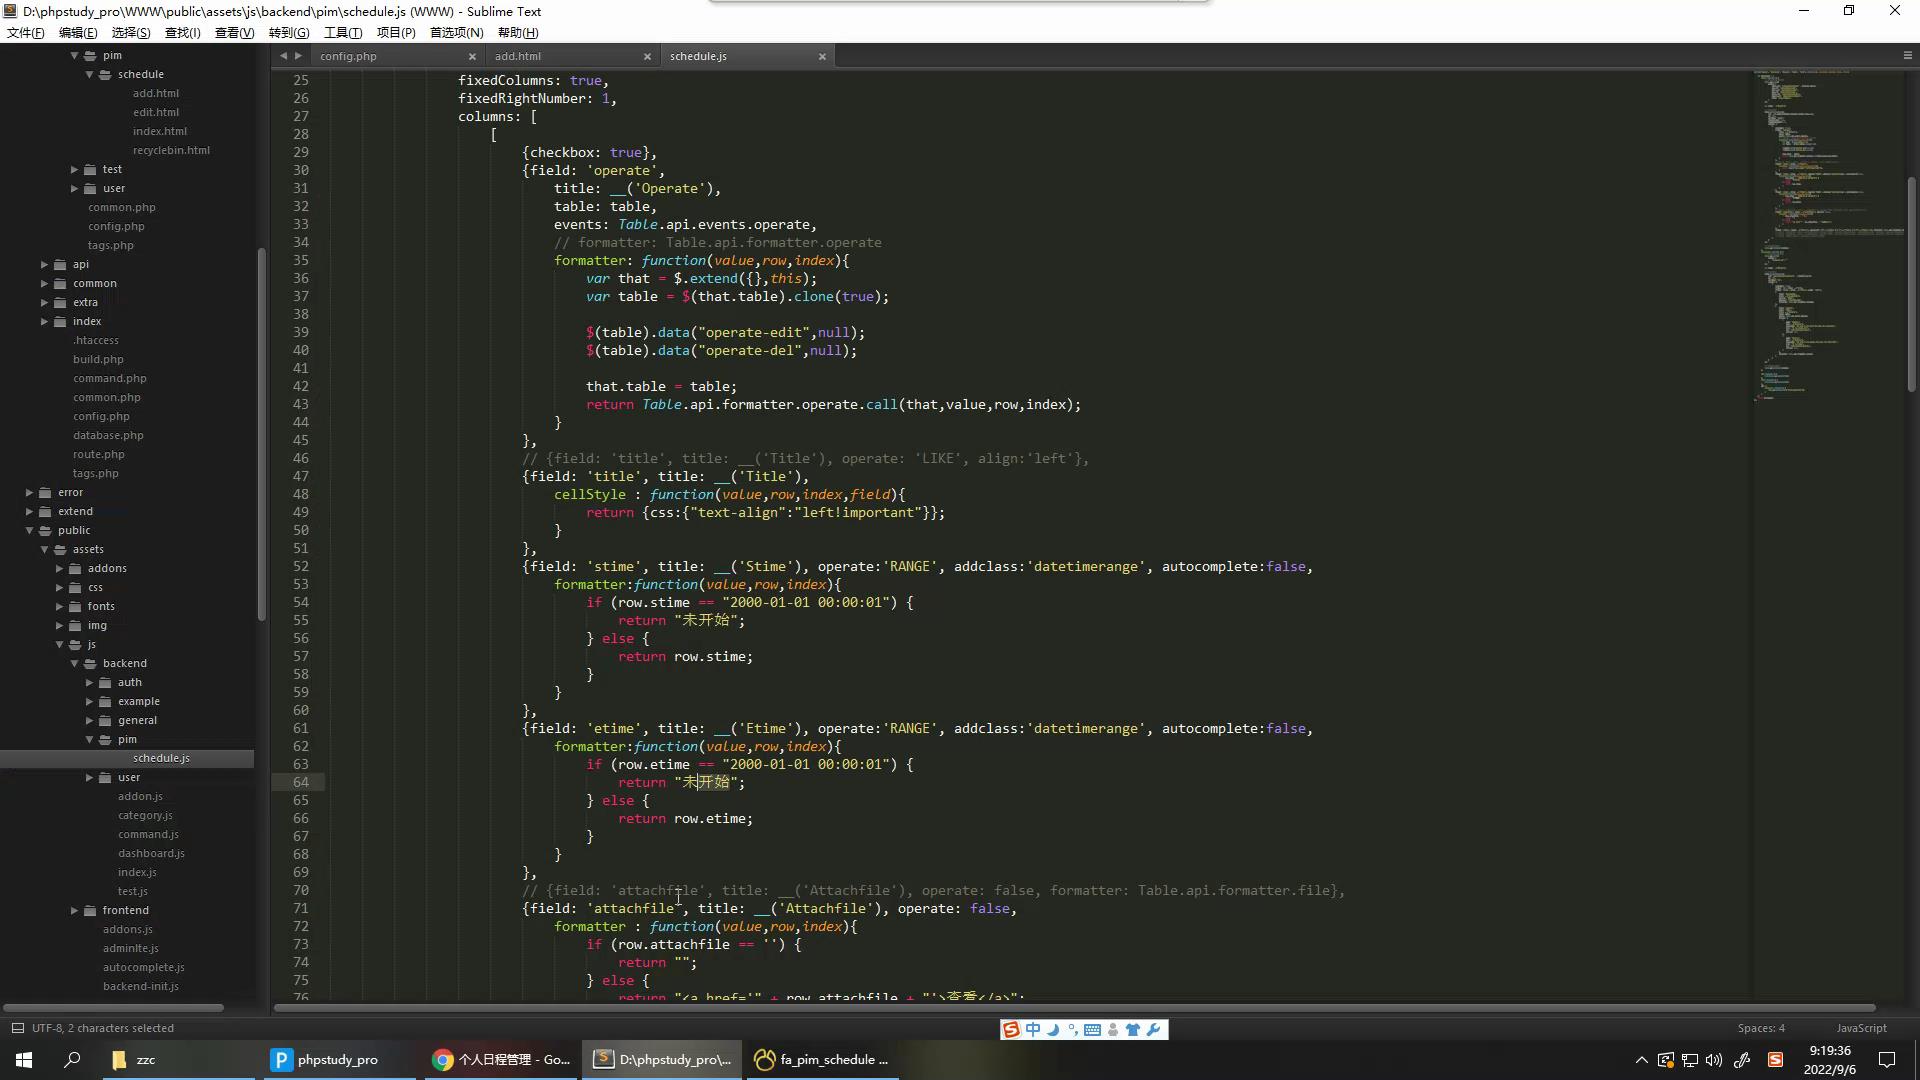 D:\phpstudy_pro\WWW\public\assets\js\backend\pim\schedule.js (WWW) - Sublime Text
文件(F) 编辑(E) 选择(S) 查找(I) 查看(V) 转到(G) 工具(T) 项目(P) 首选项(N) 帮助(H)
config.php × add.html × schedule.js ×
pim
schedule
add.html
edit.html
index.html
recyclebin.html
test
user
common.php
config.php
tags.php
api
common
extra
index
.htaccess
build.php
command.php
common.php
config.php
database.php
route.php
tags.php
error
extend
public
assets
addons
css
fonts
img
js
backend
auth
example
general
pim
schedule.js
user
addon.js
category.js
command.js
dashboard.js
index.js
test.js
frontend
addons.js
adminlte.js
autocomplete.js
backend-init.js
25 fixedColumns: true,
26 fixedRightNumber: 1,
27 columns: [
28 [
29 {checkbox: true},
30 {field: 'operate',
31 title: __('Operate'),
32 table: table,
33 events: Table.api.events.operate,
34 // formatter: Table.api.formatter.operate
35 formatter: function(value,row,index){
36 var that = $.extend({},this);
37 var table = $(that.table).clone(true);
38
39 $(table).data("operate-edit",null);
40 $(table).data("operate-del",null);
41
42 that.table = table;
43 return Table.api.formatter.operate.call(that,value,row,index);
44 }
45 },
46 // {field: 'title', title: __('Title'), operate: 'LIKE', align:'left'},
47 {field: 'title', title: __('Title'),
48 cellStyle : function(value,row,index,field){
49 return {css:{"text-align":"left!important"}};
50 }
51 },
52 {field: 'stime', title: __('Stime'), operate:'RANGE', addclass:'datetimerange', autocomplete:false,
53 formatter:function(value,row,index){
54 if (row.stime == "2000-01-01 00:00:01") {
55 return "未开始";
56 } else {
57 return row.stime;
58 }
59 }
60 },
61 {field: 'etime', title: __('Etime'), operate:'RANGE', addclass:'datetimerange', autocomplete:false,
62 formatter:function(value,row,index){
63 if (row.etime == "2000-01-01 00:00:01") {
64 return "未开始";
65 } else {
66 return row.etime;
67 }
68 }
69 },
70 // {field: 'attachfile', title: __('Attachfile'), operate: false, formatter: Table.api.formatter.file},
71 {field: 'attachfile', title: __('Attachfile'), operate: false,
72 formatter : function(value,row,index){
73 if (row.attachfile == '') {
74 return "";
75 } else {
76 return "<a href='" + row.attachfile + "'>查看</a>";
UTF-8, 2 characters selected
中
Spaces: 4 JavaScript
zzc
phpstudy
个人日程管理 - Go...
D:\phpstudy_pro\...
fa_pim_schedule ...
9:19:36
2022/9/6